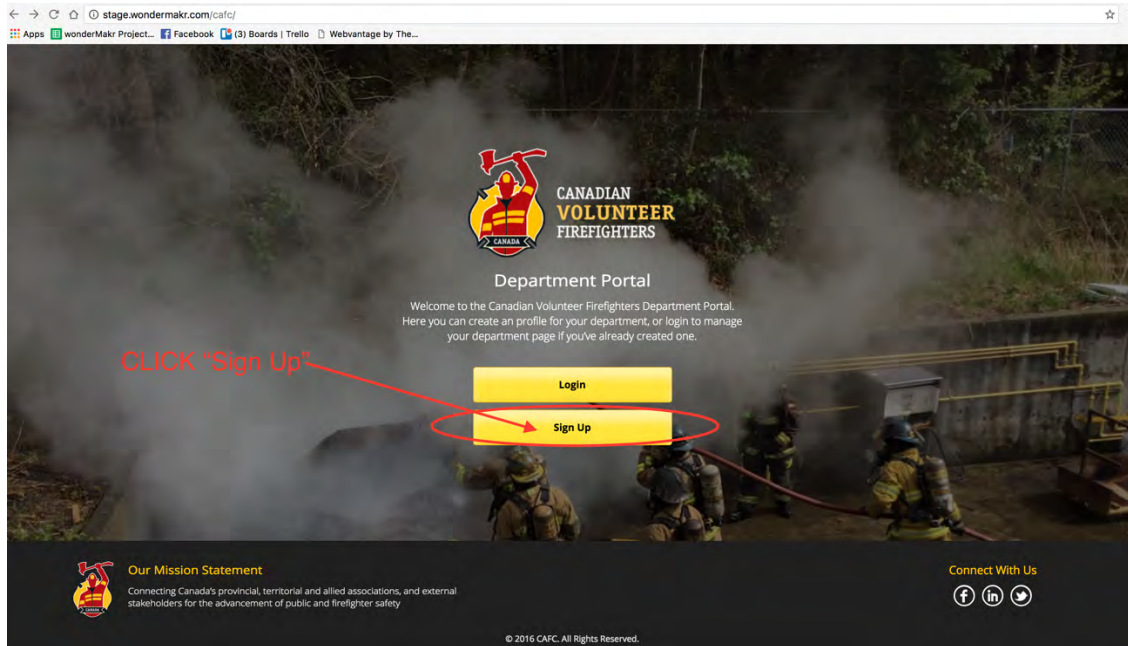 stage.wondermakr.com/cafc/
Apps wonderMakr Project... Facebook (3) Boards | Trello Webvantage by The...
CANADA
CANADIAN
VOLUNTEER
FIREFIGHTERS
Department Portal
Welcome to the Canadian Volunteer Firefighters Department Portal.
Here you can create an profile for your department, or login to manage
your department page if you've already created one.
CLICK "Sign Up"
Login
Sign Up
Our Mission Statement
Connecting Canada's provincial, territorial and allied associations, and external
stakeholders for the advancement of public and firefighter safety
CANADA
Connect With Us
© 2016 CAFC. All Rights Reserved.